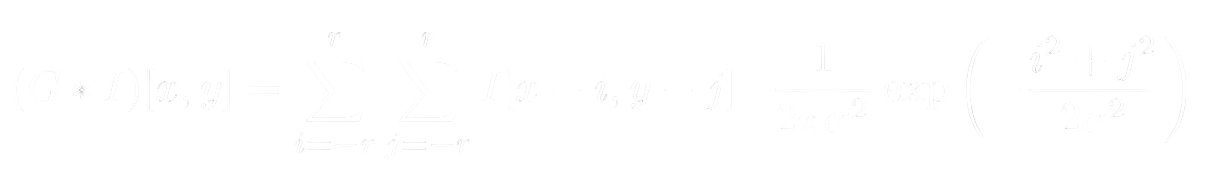 (G * I)[x, y] = \sum_{i=-r}^{r} \sum_{j=-r}^{r} I[x - i, y - j] \cdot \frac{1}{2\pi\sigma^2} \exp\left(-\frac{i^2 + j^2}{2\sigma^2}\right)